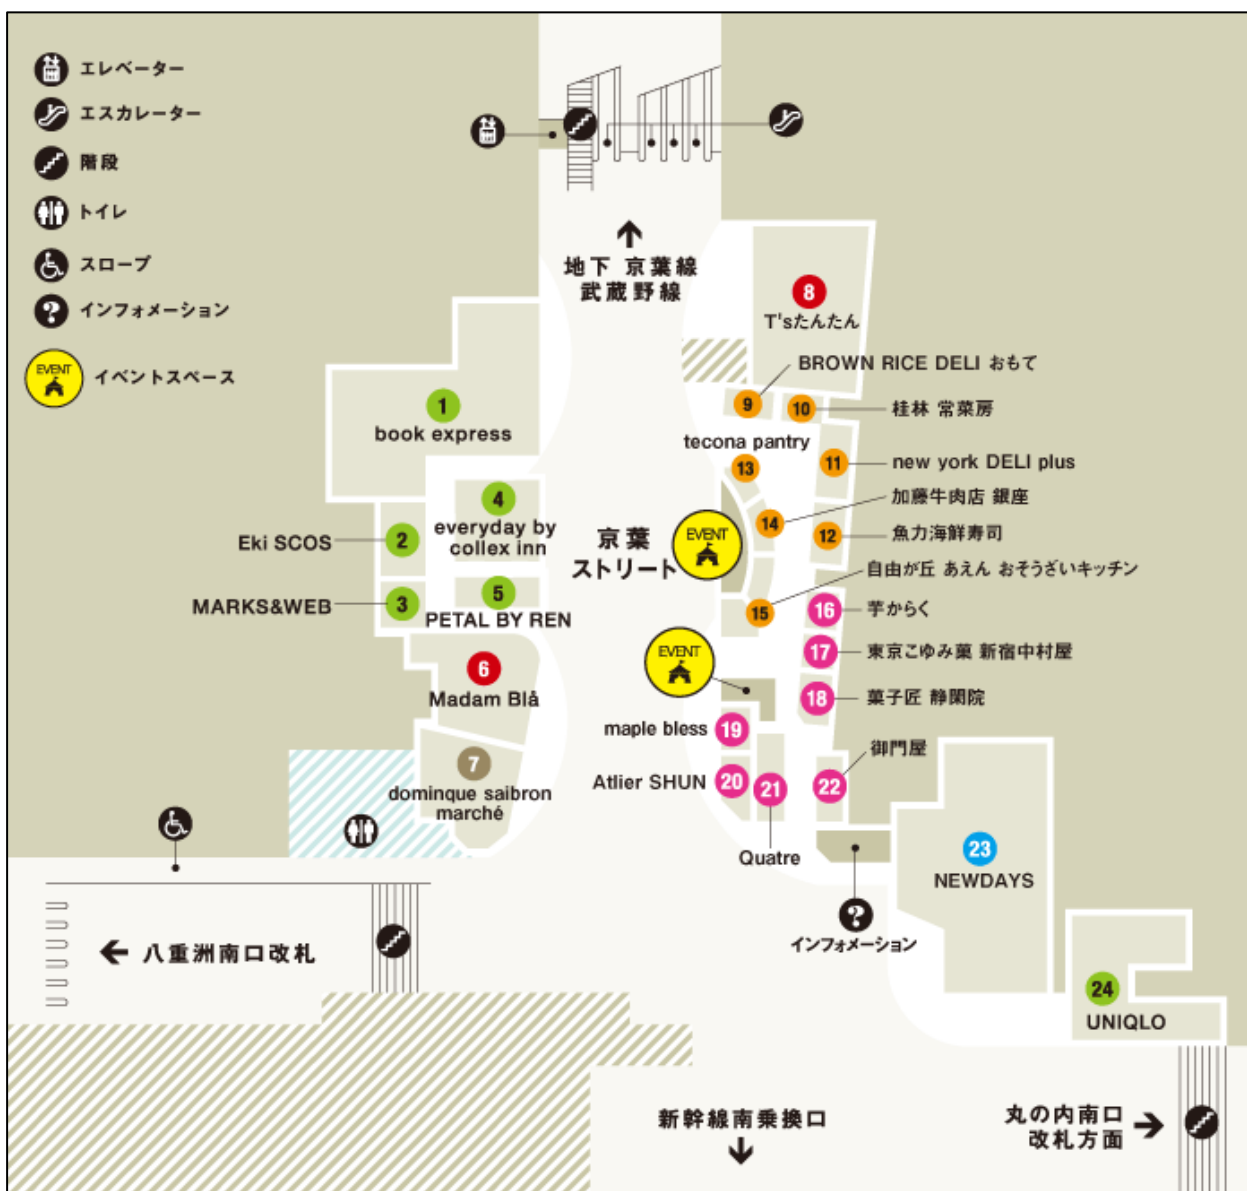 エレベーター
エスカレーター
階段
トイレ
スロープ
?
インフォメーション
EVENT
イベントスペース
地下 京葉線
武蔵野線
8
T'sたんたん
BROWN RICE DELI おもて
9
10
桂林 常菜房
1
book express
tecona pantry
13
11
new york DELI plus
4
everyday by
collex inn
14
加藤牛肉店 銀座
Eki SCOS
2
京葉
ストリート
EVENT
12
魚力海鮮寿司
自由が丘 あえん おそうざいキッチン
MARKS&WEB
3
5
PETAL BY REN
15
16
芋からく
EVENT
17
東京こゆみ菓 新宿中村屋
6
Madam Blå
18
菓子匠 静閑院
maple bless
19
御門屋
7
dominque saibron
marché
Atlier SHUN
20
21
22
Quatre
23
NEWDAYS
?
インフォメーション
八重洲南口改札
24
UNIQLO
新幹線南乗換口
丸の内南口
改札方面